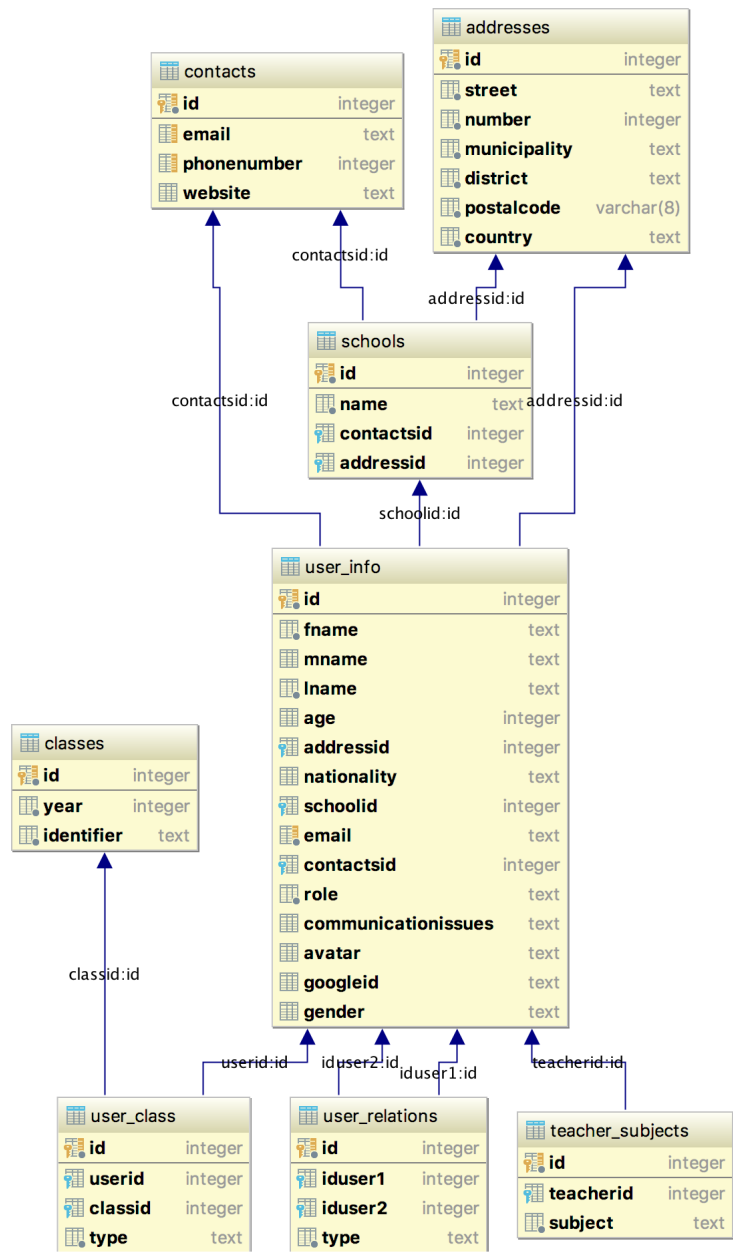 addresses
id integer
street text
number integer
municipality text
district text
postalcode varchar(8)
country text
contacts
id integer
email text
phonenumber integer
website text
contactsid:id
addressid:id
schools
id integer
name text
contactsid integer
addressid integer
contactsid:id
addressid:id
schoolid:id
user_info
id integer
fname text
mname text
lname text
age integer
addressid integer
nationality text
schoolid integer
email text
contactsid integer
role text
communicationissues text
avatar text
googleid text
gender text
classes
id integer
year integer
identifier text
classid:id
userid:id
iduser2:id
iduser1:id
teacherid:id
user_class
id integer
userid integer
classid integer
type text
user_relations
id integer
iduser1 integer
iduser2 integer
type text
teacher_subjects
id integer
teacherid integer
subject text